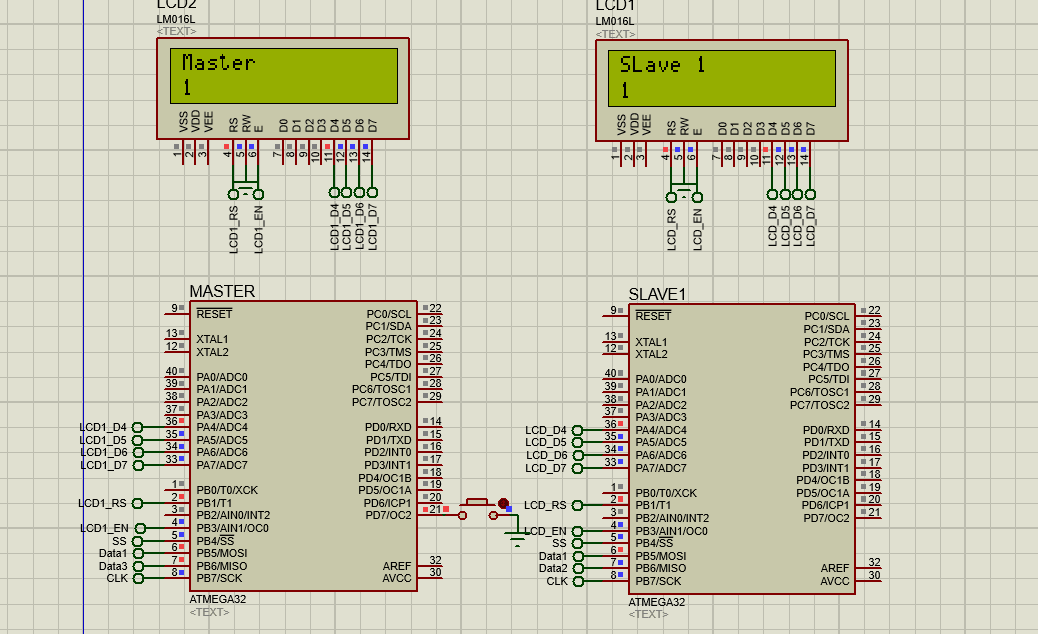 LCD2
LM016L
<TEXT>
Master
1
VSS VDD VEE RS RW E D0 D1 D2 D3 D4 D5 D6 D7
1 2 3 4 5 6 7 8 9 10 11 12 13 14
LCD1_RS LCD1_EN LCD1_D4 LCD1_D5 LCD1_D6 LCD1_D7
LCD1
LM016L
<TEXT>
SLave 1
1
VSS VDD VEE RS RW E D0 D1 D2 D3 D4 D5 D6 D7
1 2 3 4 5 6 7 8 9 10 11 12 13 14
LCD_RS LCD_EN LCD_D4 LCD_D5 LCD_D6 LCD_D7
MASTER
9 RESET PC0/SCL 22
PC1/SDA 23
13 XTAL1 PC2/TCK 24
12 XTAL2 PC3/TMS 25
PC4/TDO 26
40 PA0/ADC0 PC5/TDI 27
39 PA1/ADC1 PC6/TOSC1 28
38 PA2/ADC2 PC7/TOSC2 29
37 PA3/ADC3
LCD1_D4 36 PA4/ADC4 PD0/RXD 14
LCD1_D5 35 PA5/ADC5 PD1/TXD 15
LCD1_D6 34 PA6/ADC6 PD2/INT0 16
LCD1_D7 33 PA7/ADC7 PD3/INT1 17
PD4/OC1B 18
1 PB0/T0/XCK PD5/OC1A 19
LCD1_RS 2 PB1/T1 PD6/ICP1 20
3 PB2/AIN0/INT2 PD7/OC2 21
LCD1_EN 4 PB3/AIN1/OC0
SS 5 PB4/SS
Data1 6 PB5/MOSI
Data3 7 PB6/MISO AREF 32
CLK 8 PB7/SCK AVCC 30
ATMEGA32
<TEXT>
SLAVE1
9 RESET PC0/SCL 22
PC1/SDA 23
13 XTAL1 PC2/TCK 24
12 XTAL2 PC3/TMS 25
PC4/TDO 26
40 PA0/ADC0 PC5/TDI 27
39 PA1/ADC1 PC6/TOSC1 28
38 PA2/ADC2 PC7/TOSC2 29
37 PA3/ADC3
LCD_D4 36 PA4/ADC4 PD0/RXD 14
LCD_D5 35 PA5/ADC5 PD1/TXD 15
LCD_D6 34 PA6/ADC6 PD2/INT0 16
LCD_D7 33 PA7/ADC7 PD3/INT1 17
PD4/OC1B 18
1 PB0/T0/XCK PD5/OC1A 19
LCD_RS 2 PB1/T1 PD6/ICP1 20
3 PB2/AIN0/INT2 PD7/OC2 21
LCD_EN 4 PB3/AIN1/OC0
SS 5 PB4/SS
Data1 6 PB5/MOSI
Data2 7 PB6/MISO AREF 32
CLK 8 PB7/SCK AVCC 30
ATMEGA32
<TEXT>